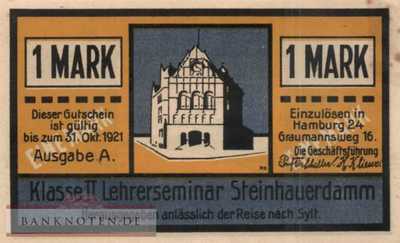 1 MARK
1 MARK
Dieser Gutschein
ist gültig
bis zum 31. Okt. 1921
Ausgabe A.
Einzulösen in
Hamburg 24
Graumannsweg 16.
Die Geschäftsführung
Klasse II Lehrerseminar Steinhauerdamm
anlässlich der Reise nach Sylt.
BANKNOTEN.DE